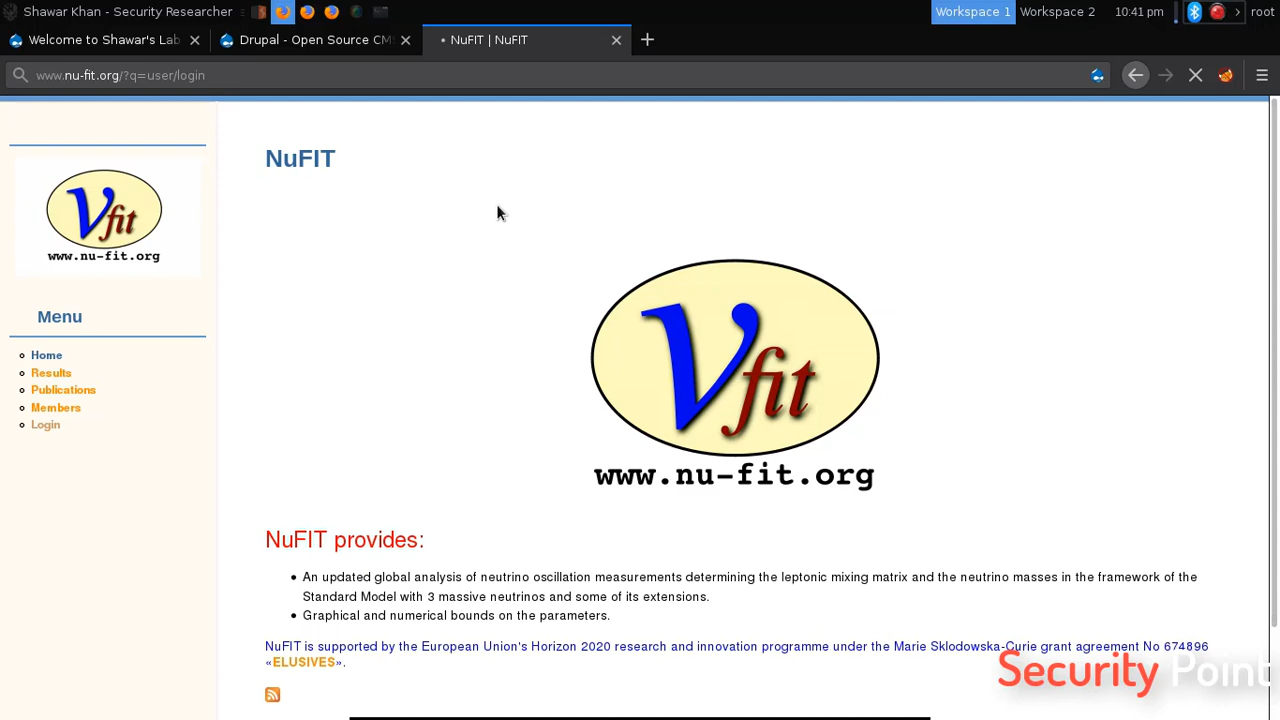 Shawar Khan - Security Researcher
Workspace 1 Workspace 2 10:41 pm root
Welcome to Shawar's Lab
Drupal - Open Source CM
NuFIT | NuFIT
www.nu-fit.org/?q=user/login
Vfit
www.nu-fit.org
Menu
Home
Results
Publications
Members
Login
NuFIT
νfit
www.nu-fit.org
NuFIT provides:
An updated global analysis of neutrino oscillation measurements determining the leptonic mixing matrix and the neutrino masses in the framework of the
Standard Model with 3 massive neutrinos and some of its extensions.
Graphical and numerical bounds on the parameters.
NuFIT is supported by the European Union's Horizon 2020 research and innovation programme under the Marie Sklodowska-Curie grant agreement No 674896
«ELUSIVES».
Security Point